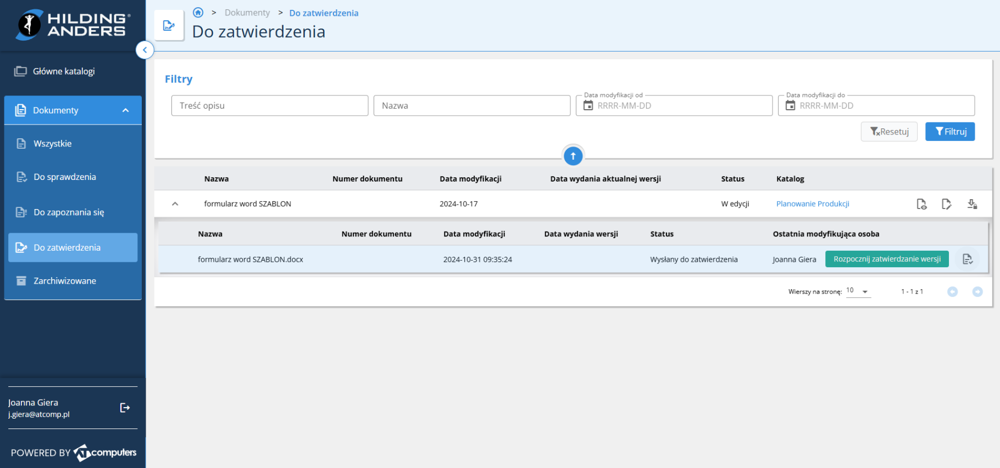 HILDING®
ANDERS
> Dokumenty > Do zatwierdzenia
Do zatwierdzenia
Główne katalogi
Dokumenty
Wszystkie
Do sprawdzenia
Do zapoznania się
Do zatwierdzenia
Zarchiwizowane
Joanna Giera
j.giera@atcomp.pl
POWERED BY AT computers
Filtry
Treść opisu
Nazwa
Data modyfikacji od
RRRR-MM-DD
Data modyfikacji do
RRRR-MM-DD
Resetuj
Filtruj
Nazwa Numer dokumentu Data modyfikacji Data wydania aktualnej wersji Status Katalog
formularz word SZABLON 2024-10-17 W edycji Planowanie Produkcji
Nazwa Numer dokumentu Data modyfikacji Data wydania wersji Status Ostatnia modyfikująca osoba
formularz word SZABLON.docx 2024-10-31 09:35:24 Wysłany do zatwierdzenia Joanna Giera Rozpocznij zatwierdzanie wersji
Wierszy na stronę: 10 1 - 1 z 1